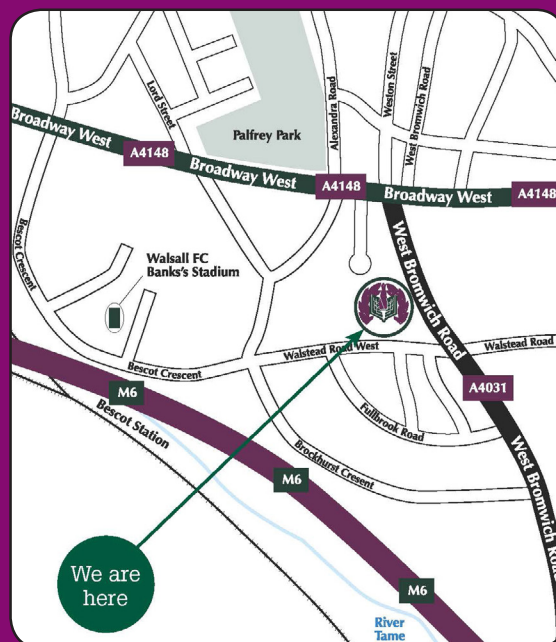 Lord Street
Palfrey Park
Alexandra Road
Weston Street
West Bromwich Road
Broadway West
A4148
Broadway West
A4148
Broadway West
A4148
Bescot Crescent
Walsall FC
Banks's Stadium
West Bromwich Road
Bescot Crescent
Walstead Road West
Walstead Road
M6
Bescot Station
A4031
Fullbrook Road
Brockhurst Cresent
West Bromwich Road
M6
We are
here
M6
River
Tame